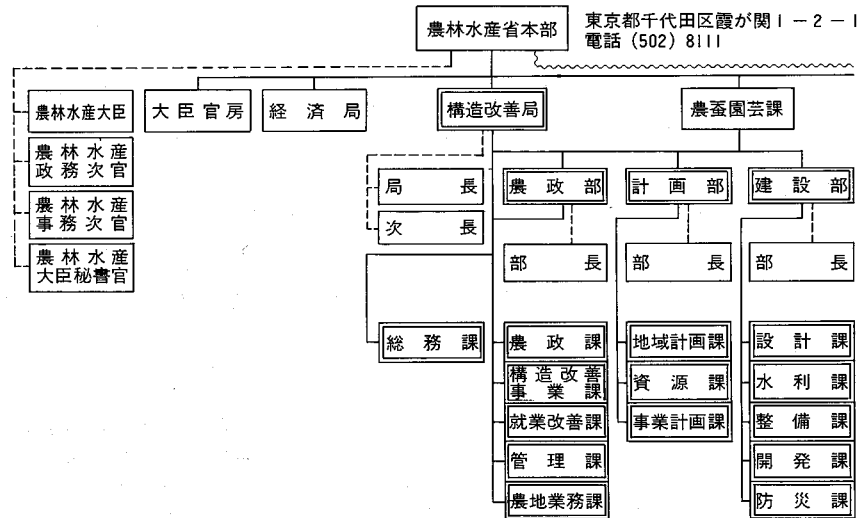 農林水産省本部
東京都千代田区霞が関1－2－1
電話 (502) 8111
農林水産大臣
大臣官房
経済局
構造改善局
農蚕園芸課
農林水産
政務次官
農林水産
事務次官
農林水産
大臣秘書官
局長
次長
農政部
計画部
建設部
部長
部長
部長
総務課
農政課
地域計画課
設計課
構造改善
事業課
資源課
水利課
就業改善課
事業計画課
整備課
管理課
開発課
農地業務課
防災課